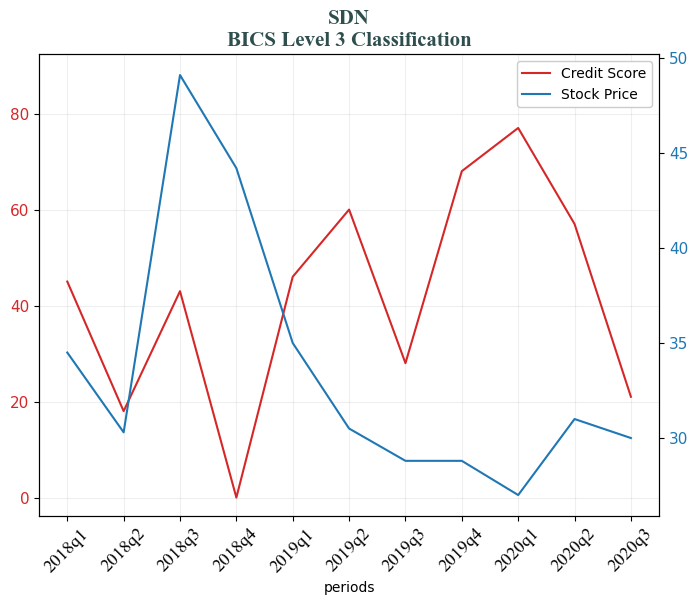 SDN
BICS Level 3 Classification
Credit Score
Stock Price
80
60
40
20
0
50
45
40
35
30
2018q1
2018q2
2018q3
2018q4
2019q1
2019q2
2019q3
2019q4
2020q1
2020q2
2020q3
periods